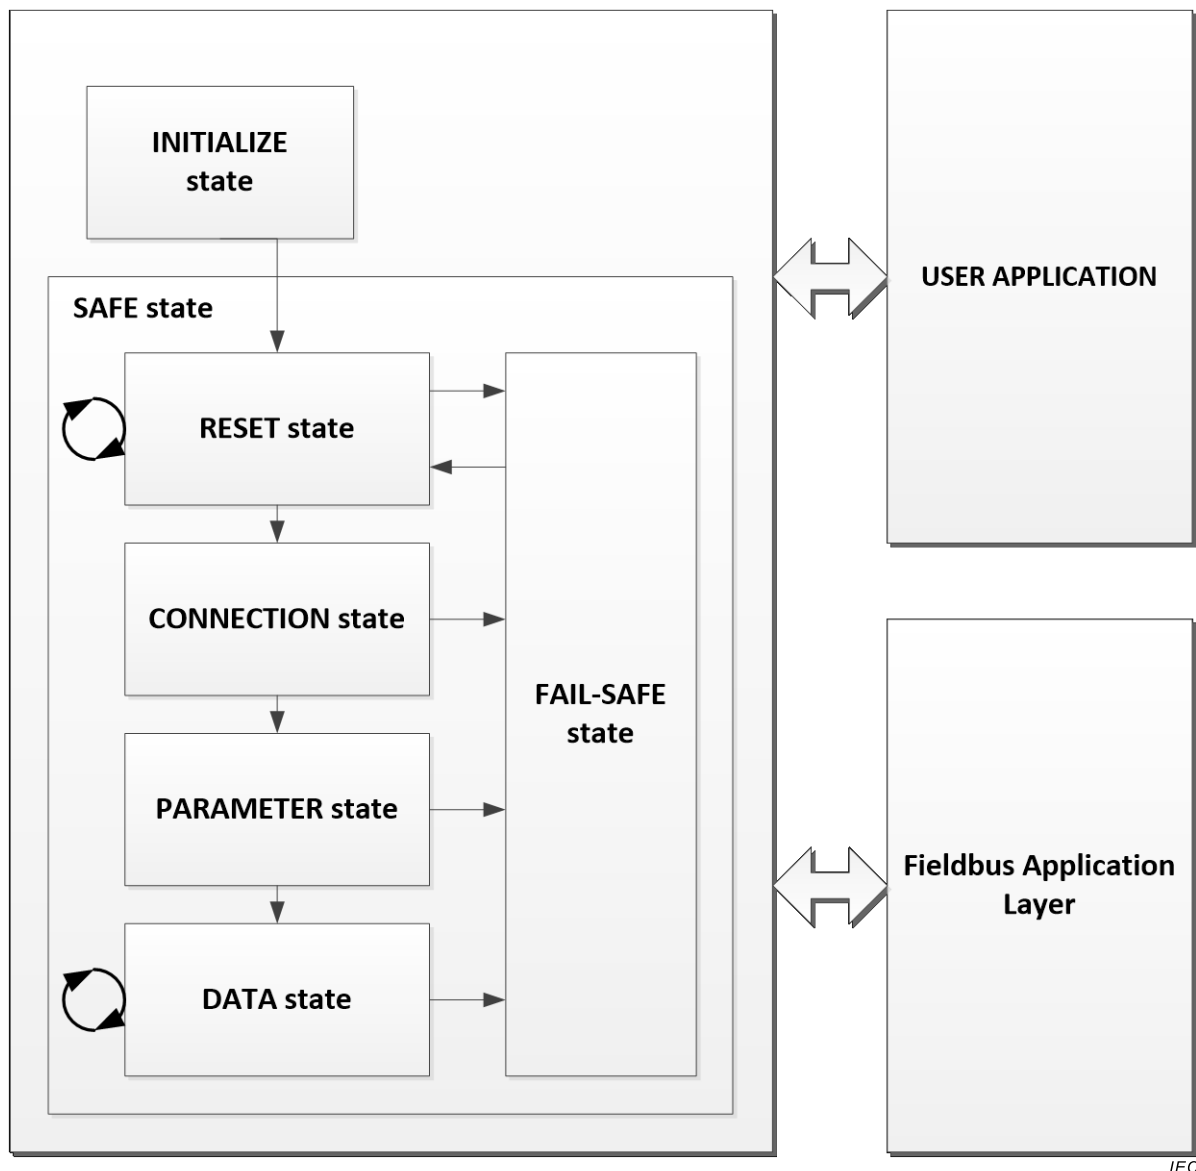 INITIALIZE
state
SAFE state
RESET state
CONNECTION state
PARAMETER state
DATA state
FAIL-SAFE
state
USER APPLICATION
Fieldbus Application
Layer
IEC